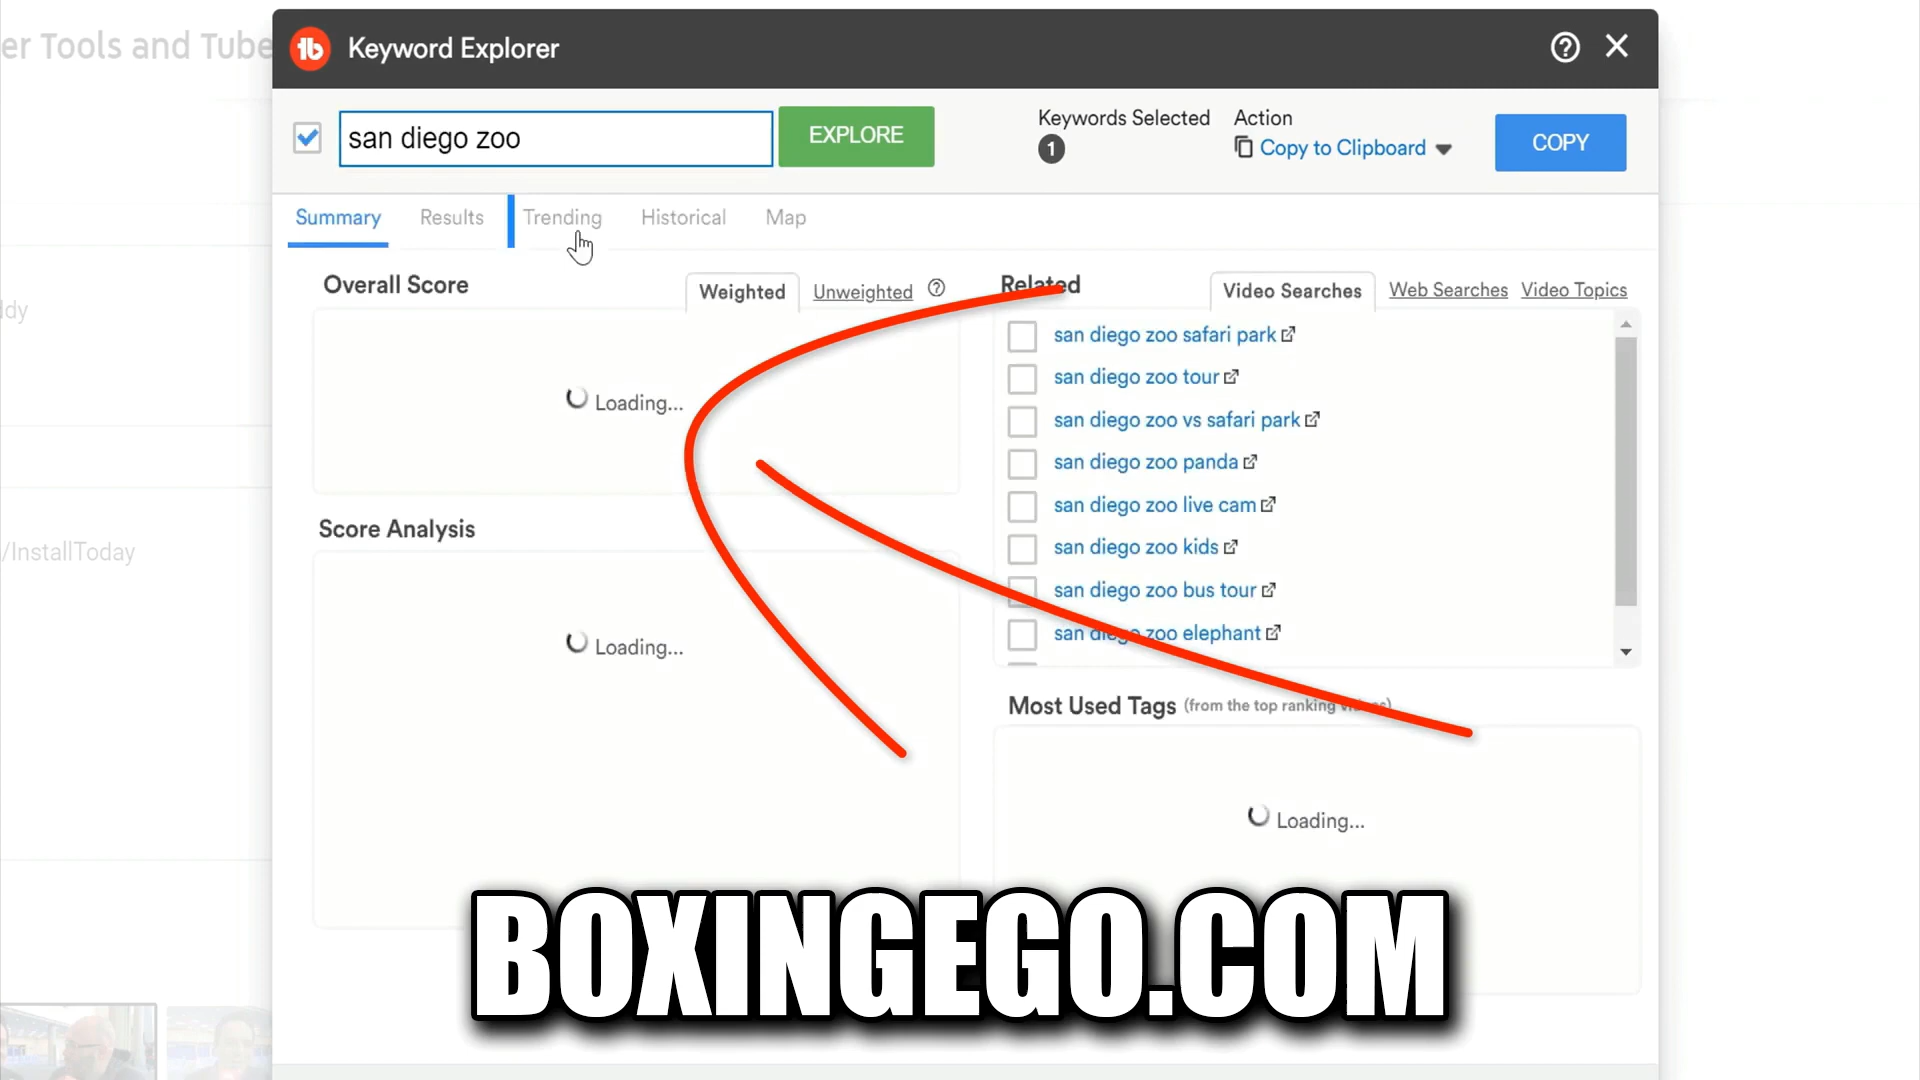 er Tools and Tube
Keyword Explorer
san diego zoo
EXPLORE
Keywords Selected
1
Action
Copy to Clipboard
COPY
Summary
Results
Trending
Historical
Map
Overall Score
Weighted
Unweighted
Loading...
Score Analysis
Loading...
Related
Video Searches
Web Searches
Video Topics
san diego zoo safari park
san diego zoo tour
san diego zoo vs safari park
san diego zoo panda
san diego zoo live cam
san diego zoo kids
san diego zoo bus tour
san diego zoo elephant
Most Used Tags (from the top ranking videos)
Loading...
ddy
/InstallToday
BOXINGEGO.COM